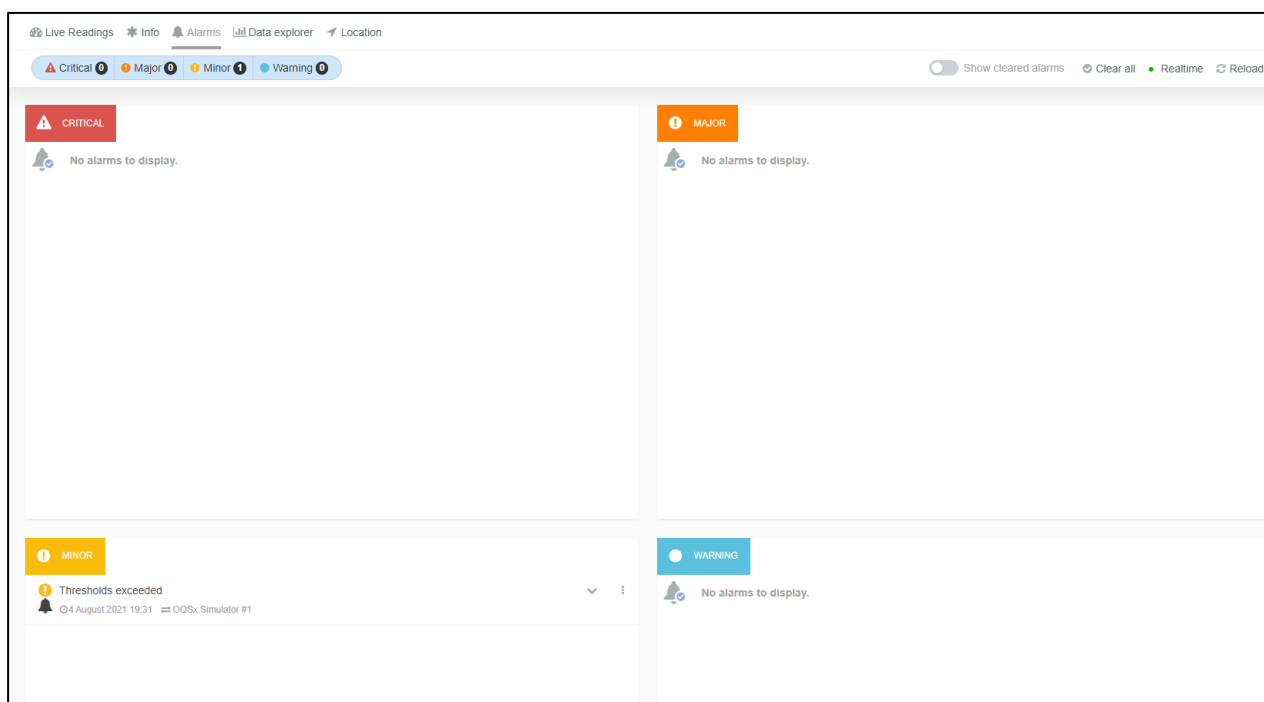 Live Readings Info Alarms Data explorer Location
Critical 0 Major 0 Minor 1 Warning 0 Show cleared alarms Clear all Realtime Reload
CRITICAL
No alarms to display.
MAJOR
No alarms to display.
MINOR
Thresholds exceeded
4 August 2021 19:31 OQSx Simulator #1
WARNING
No alarms to display.